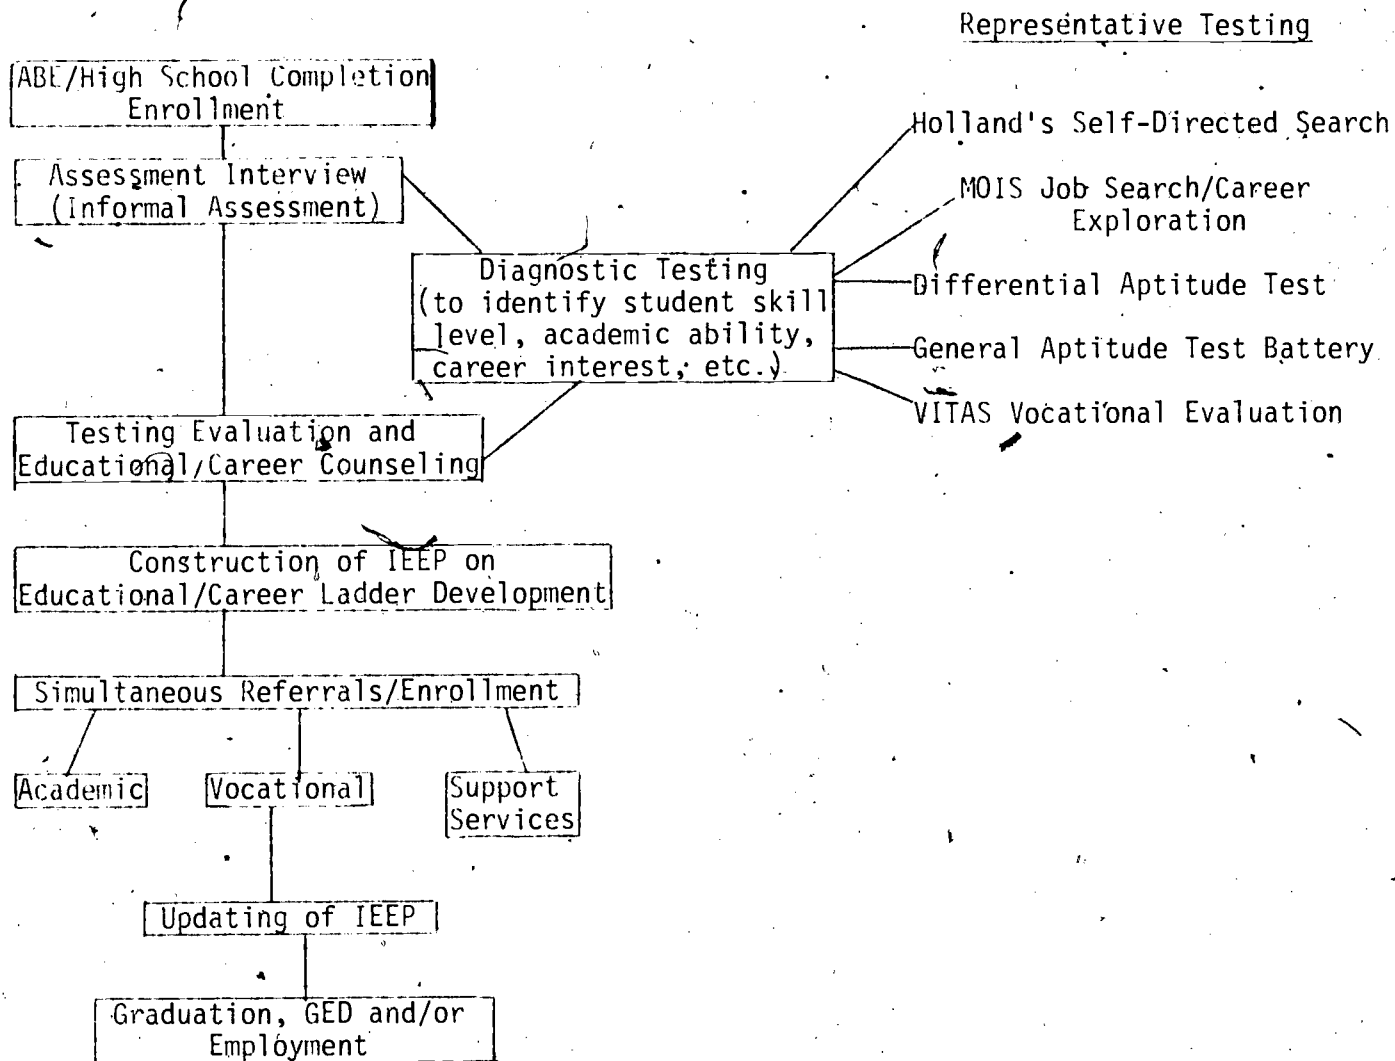 Representative Testing
ABE/High School Completion
Enrollment
Assessment Interview
(Informal Assessment)
Diagnostic Testing
(to identify student skill
level, academic ability,
career interest, etc.)
Holland's Self-Directed Search
MOIS Job Search/Career
Exploration
Differential Aptitude Test
General Aptitude Test Battery
VITAS Vocational Evaluation
Testing Evaluation and
Educational/Career Counseling
Construction of IEEP on
Educational/Career Ladder Development
Simultaneous Referrals/Enrollment
Academic
Vocational
Support
Services
Updating of IEEP
Graduation, GED and/or
Employment